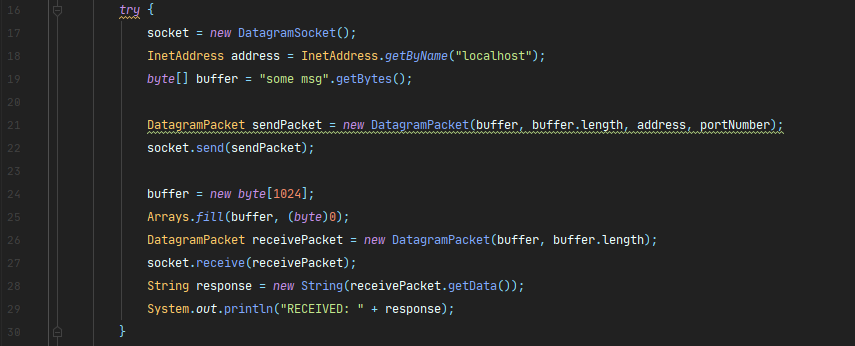 16 try {
17 socket = new DatagramSocket();
18 InetAddress address = InetAddress.getByName("localhost");
19 byte[] buffer = "some msg".getBytes();
20
21 DatagramPacket sendPacket = new DatagramPacket(buffer, buffer.length, address, portNumber);
22 socket.send(sendPacket);
23
24 buffer = new byte[1024];
25 Arrays.fill(buffer, (byte)0);
26 DatagramPacket receivePacket = new DatagramPacket(buffer, buffer.length);
27 socket.receive(receivePacket);
28 String response = new String(receivePacket.getData());
29 System.out.println("RECEIVED: " + response);
30 }